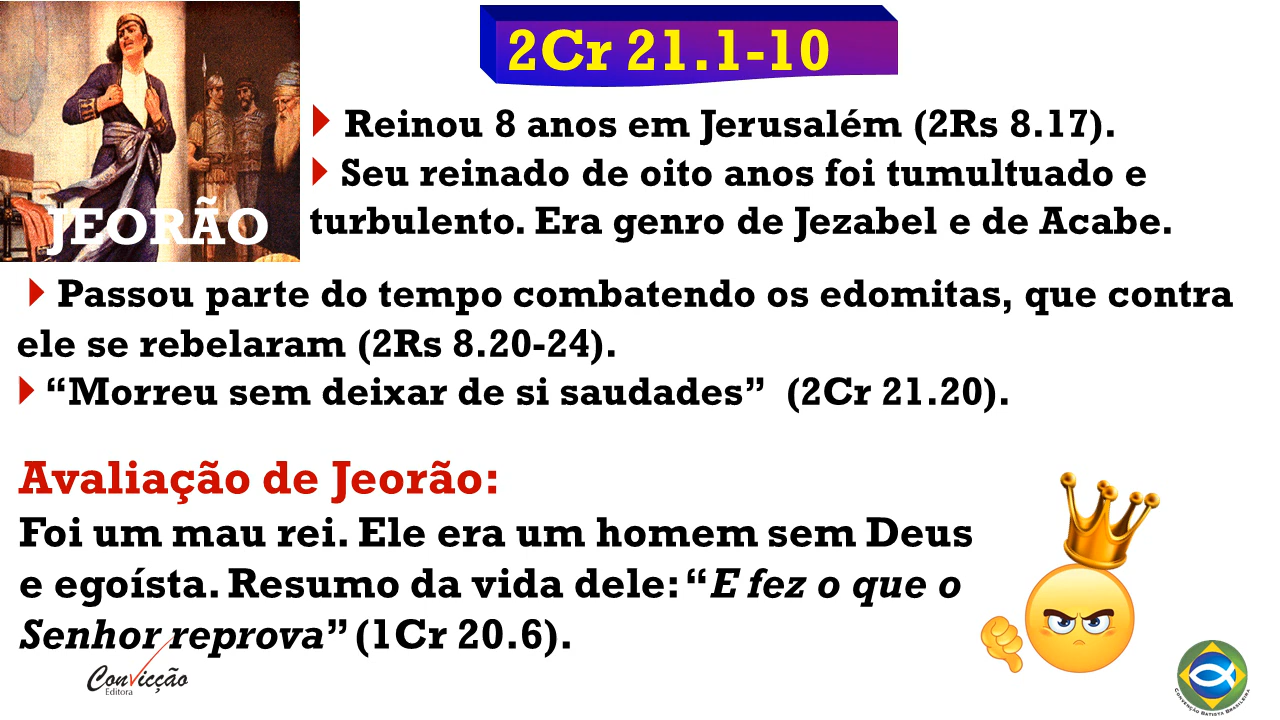 2Cr 21.1-10
Reinou 8 anos em Jerusalém (2Rs 8.17).
Seu reinado de oito anos foi tumultuado e
turbulento. Era genro de Jezabel e de Acabe.
JEORÃO
Passou parte do tempo combatendo os edomitas, que contra
ele se rebelaram (2Rs 8.20-24).
“Morreu sem deixar de si saudades” (2Cr 21.20).
Avaliação de Jeorão:
Foi um mau rei. Ele era um homem sem Deus
e egoísta. Resumo da vida dele: “E fez o que o
Senhor reprova” (1Cr 20.6).
Convicção
Editora
Convenção Batista Brasileira